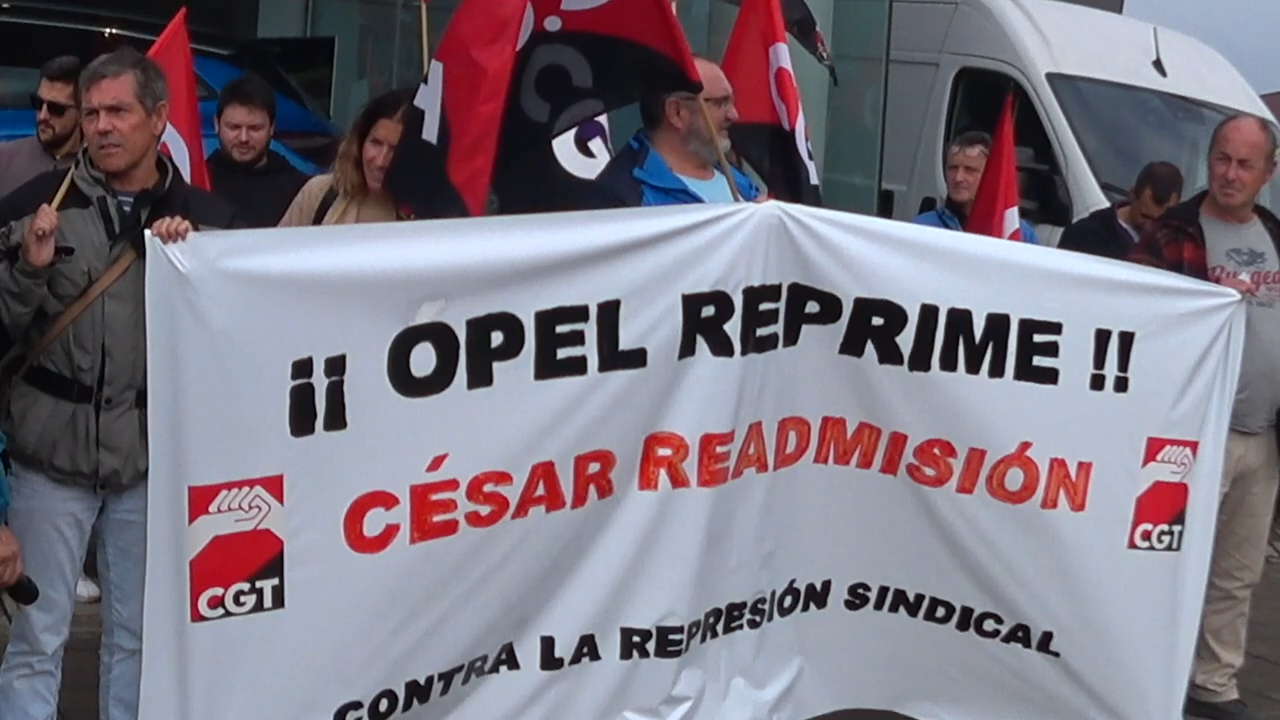 ¡¡ OPEL REPRIME !!
CÉSAR READMISIÓN
CGT
CGT
CONTRA LA REPRESIÓN SINDICAL